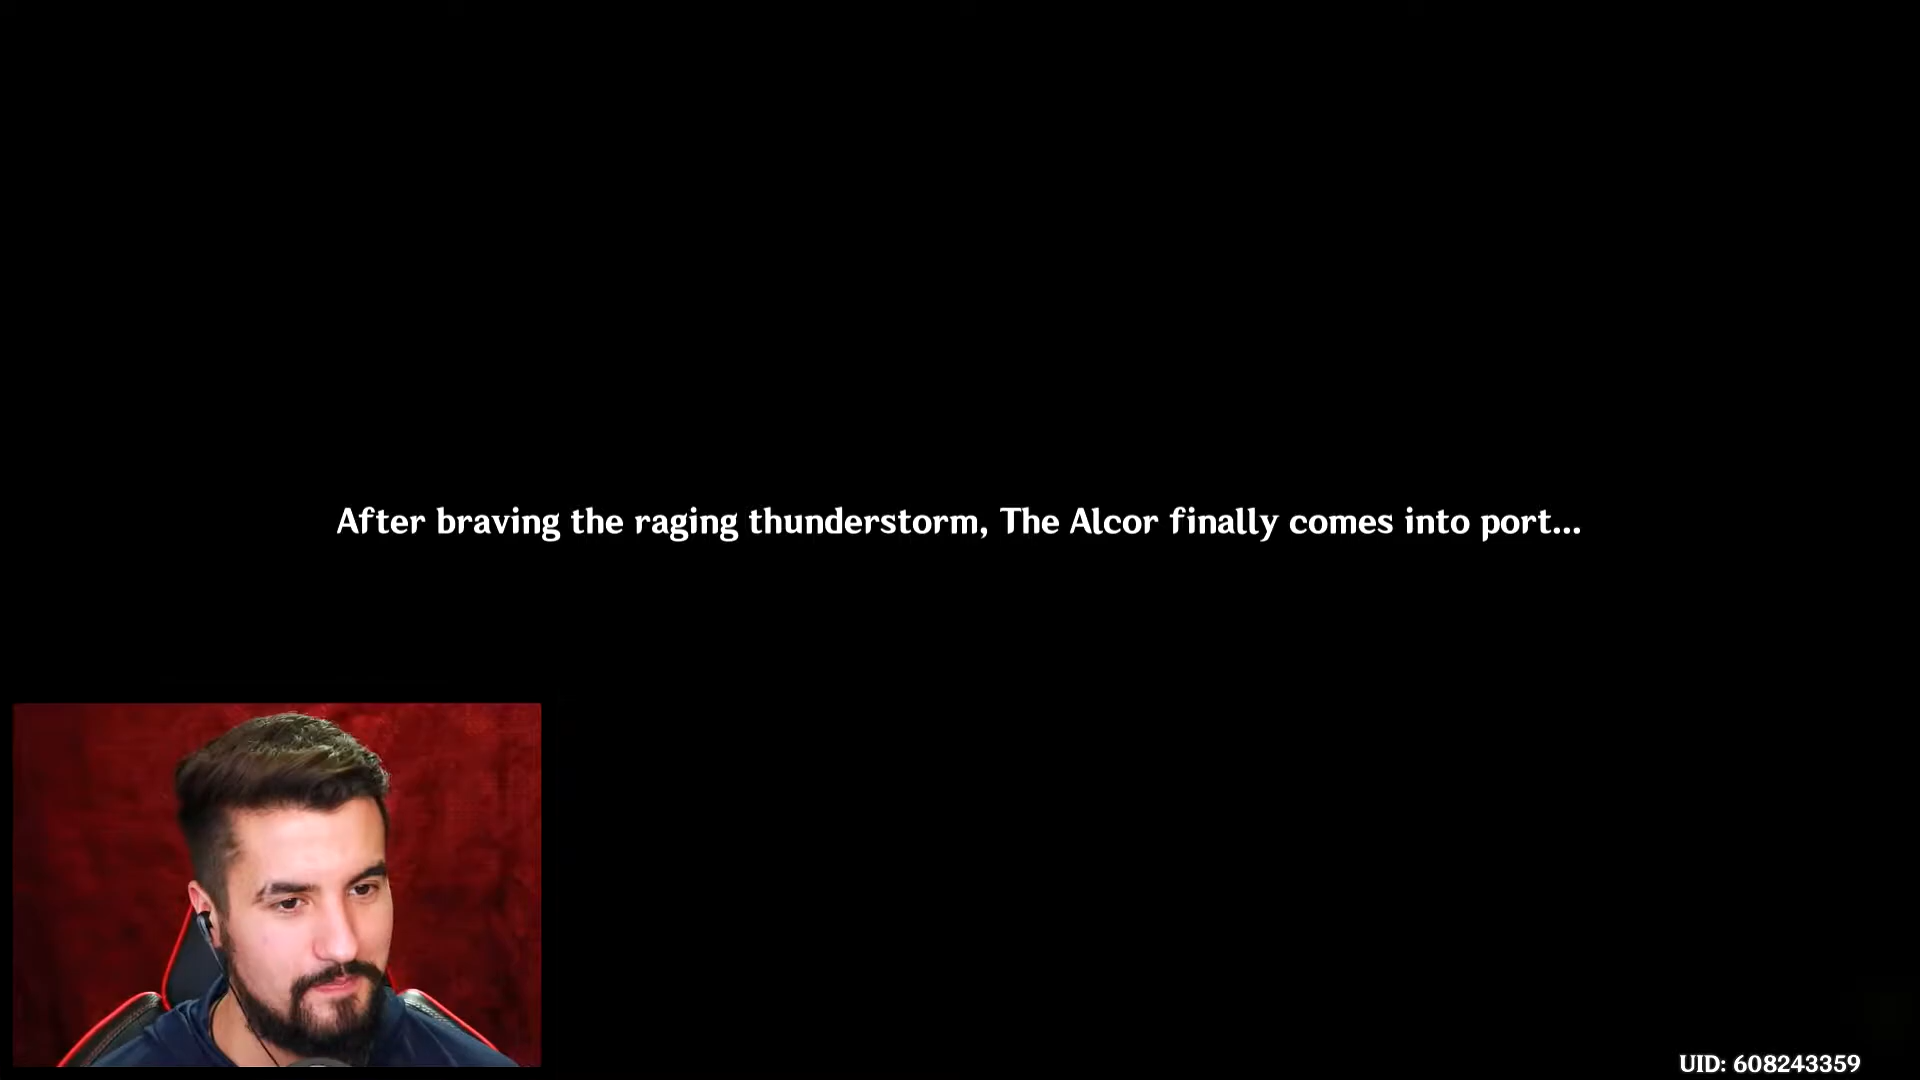 After braving the raging thunderstorm, The Alcor finally comes into port...
UID: 608243359